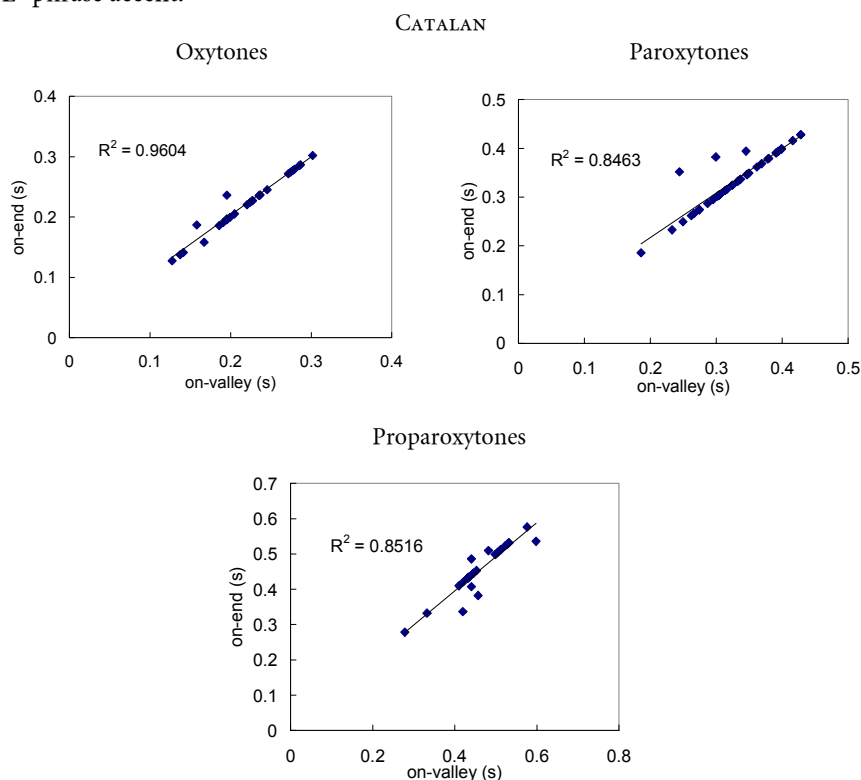 L- phrase accent.
CATALAN
Oxytones
Paroxytones
0.4
0.3
0.2
0.1
0
R² = 0.9604
on-end (s)
0 0.1 0.2 0.3 0.4
on-valley (s)
0.5
0.4
0.3
0.2
0.1
0
R² = 0.8463
on-end (s)
0 0.1 0.2 0.3 0.4 0.5
on-valley (s)
Proparoxytones
0.7
0.6
0.5
0.4
0.3
0.2
0.1
0
R² = 0.8516
on-end (s)
0 0.2 0.4 0.6 0.8
on-valley (s)